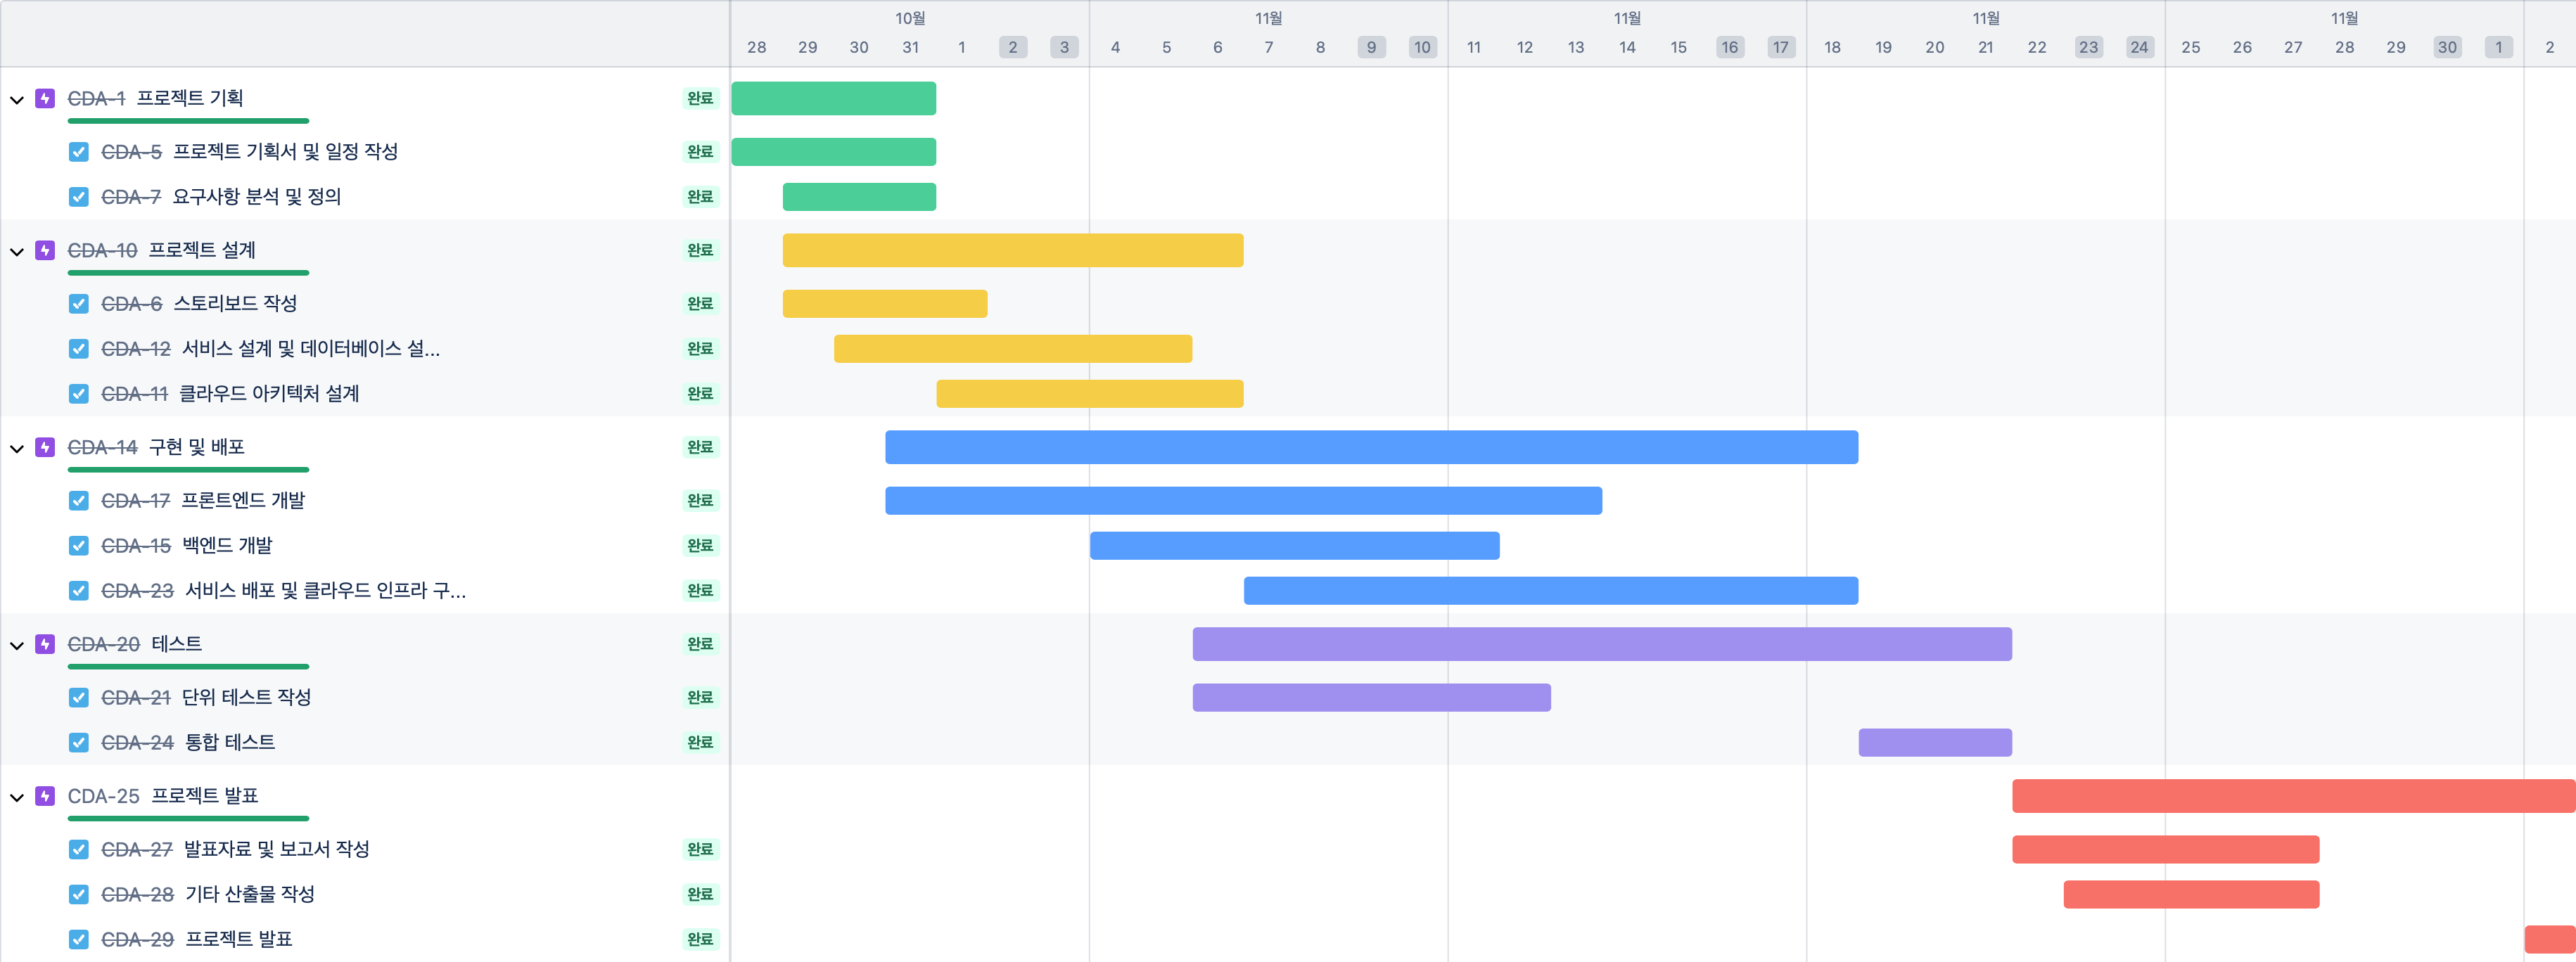 10월 11월 11월 11월 11월
28 29 30 31 1 2 3 4 5 6 7 8 9 10 11 12 13 14 15 16 17 18 19 20 21 22 23 24 25 26 27 28 29 30 1 2
CDA-1 프로젝트 기획 완료
CDA-5 프로젝트 기획서 및 일정 작성 완료
CDA-7 요구사항 분석 및 정의 완료
CDA-10 프로젝트 설계 완료
CDA-6 스토리보드 작성 완료
CDA-12 서비스 설계 및 데이터베이스 설... 완료
CDA-11 클라우드 아키텍처 설계 완료
CDA-14 구현 및 배포 완료
CDA-17 프론트엔드 개발 완료
CDA-15 백엔드 개발 완료
CDA-23 서비스 배포 및 클라우드 인프라 구... 완료
CDA-20 테스트 완료
CDA-21 단위 테스트 작성 완료
CDA-24 통합 테스트 완료
CDA-25 프로젝트 발표
CDA-27 발표자료 및 보고서 작성 완료
CDA-28 기타 산출물 작성 완료
CDA-29 프로젝트 발표 완료